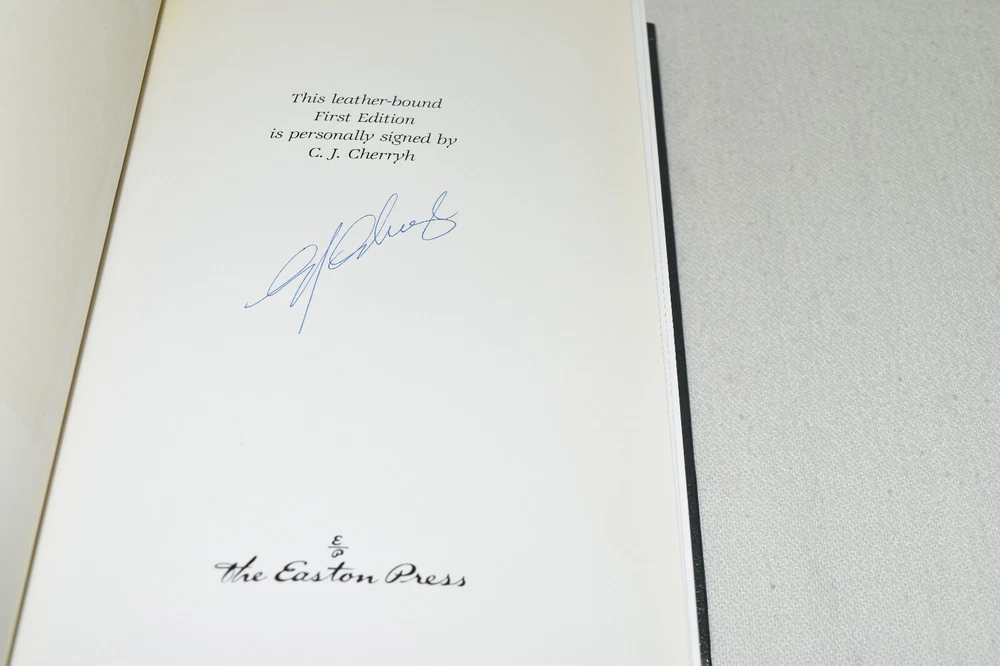 This leather-bound
First Edition
is personally signed by
C. J. Cherryh
the Easton Press